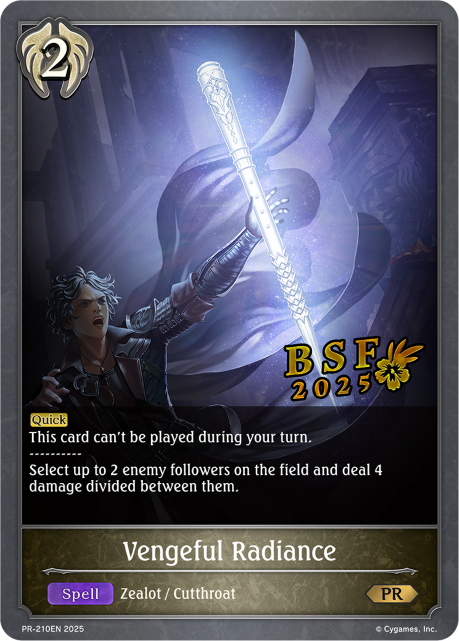 2
BSF
2025
Quick
This card can't be played during your turn.
----------
Select up to 2 enemy followers on the field and deal 4
damage divided between them.
Vengeful Radiance
Spell Zealot / Cutthroat PR
PR-210EN 2025 © Cygames, Inc.